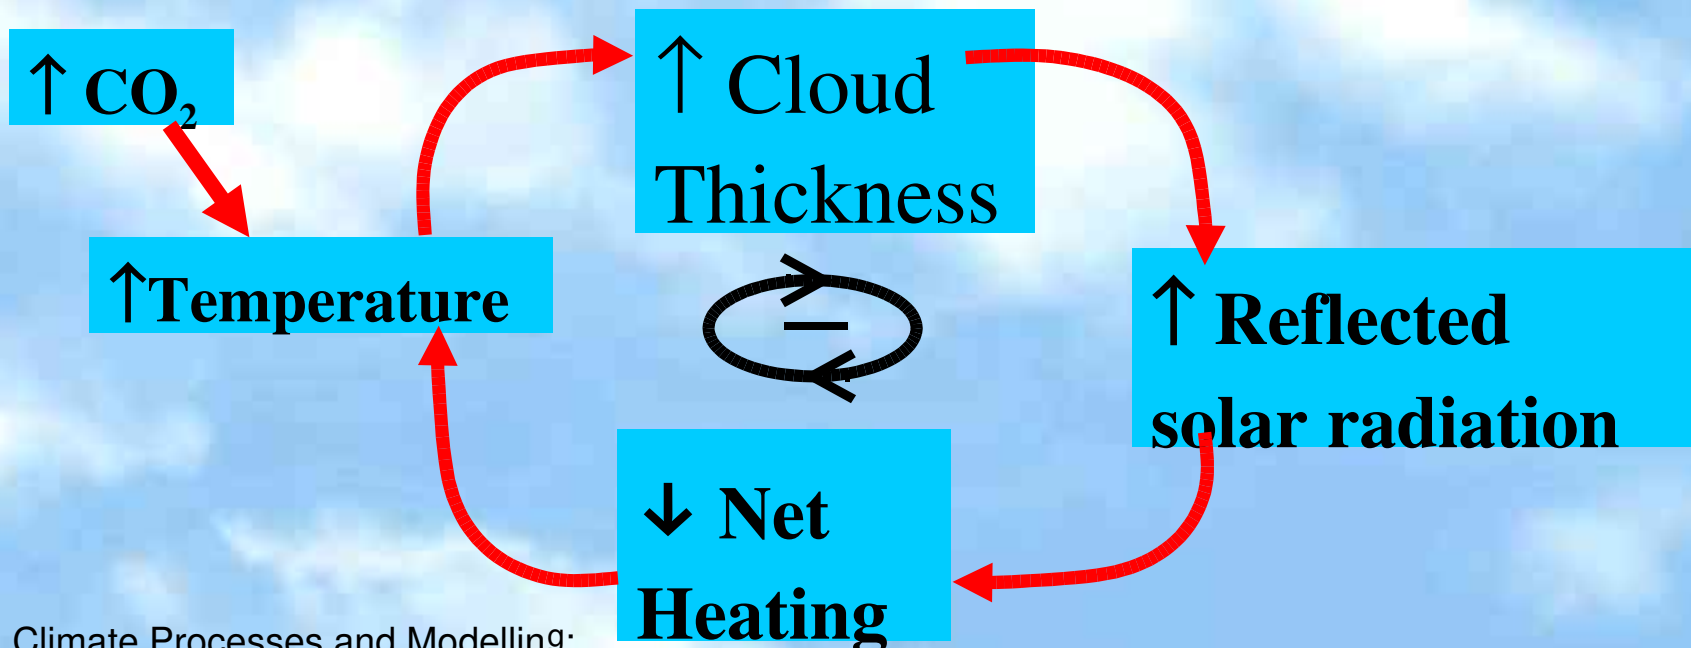 ↑ CO₂
↑ Cloud
Thickness
↑Temperature
↑ Reflected
solar radiation
−
↓ Net
Heating
Climate Processes and Modelling: